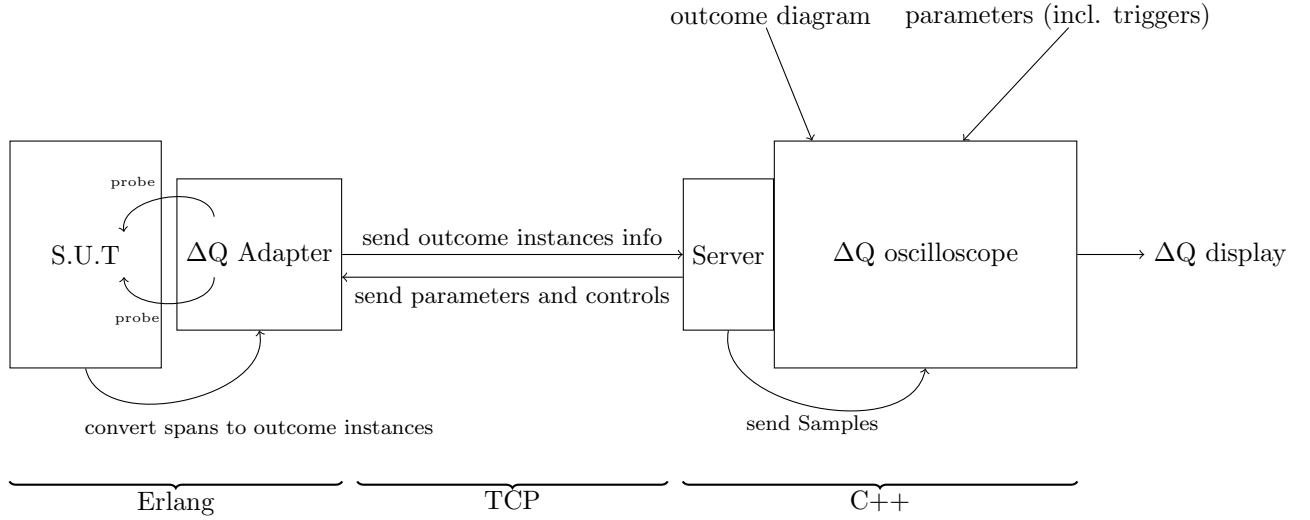 outcome diagram
parameters (incl. triggers)
probe
S.U.T
ΔQ Adapter
probe
send outcome instances info
send parameters and controls
Server
ΔQ oscilloscope
ΔQ display
convert spans to outcome instances
send Samples
Erlang
TCP
C++